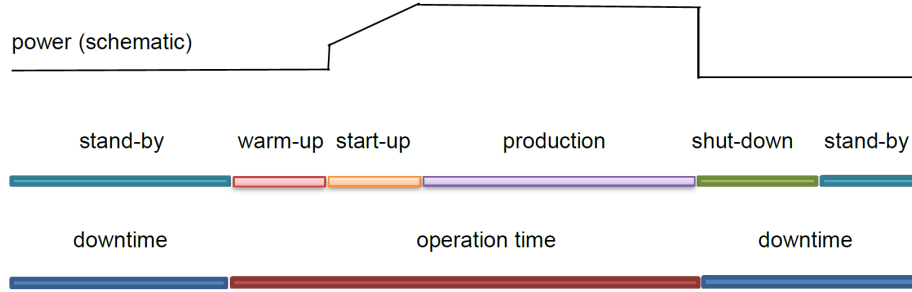 power (schematic)
stand-by warm-up start-up production shut-down stand-by
downtime operation time downtime